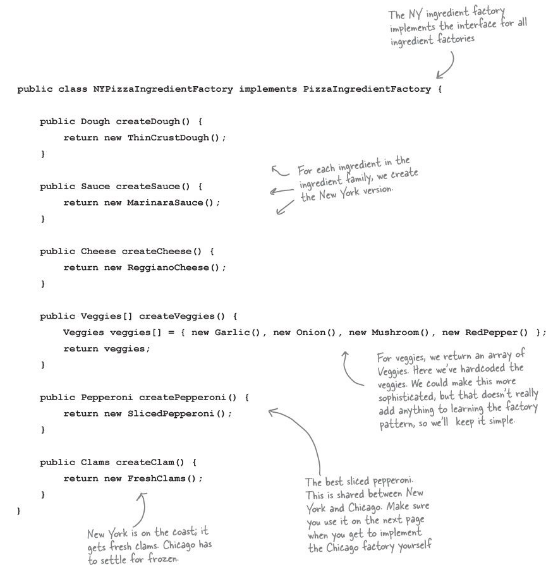 The NY ingredient factory
implements the interface for all
ingredient factories
public class NYPizzaIngredientFactory implements PizzaIngredientFactory {
public Dough createDough() {
return new ThinCrustDough();
}
public Sauce createSauce() {
return new MarinaraSauce();
}
For each ingredient in the
ingredient family, we create
the New York version.
public Cheese createCheese() {
return new ReggianoCheese();
}
public Veggies[] createVeggies() {
Veggies veggies[] = { new Garlic(), new Onion(), new Mushroom(), new RedPepper() };
return veggies;
}
For veggies, we return an array of
Veggies. Here we've hardcoded the
veggies. We could make this more
sophisticated, but that doesn't really
add anything to learning the factory
pattern, so we'll keep it simple.
public Pepperoni createPepperoni() {
return new SlicedPepperoni();
}
The best sliced pepperoni.
This is shared between New
York and Chicago. Make sure
you use it on the next page
when you get to implement
the Chicago factory yourself
public Clams createClam() {
return new FreshClams();
}
}
New York is on the coast; it
gets fresh clams. Chicago has
to settle for frozen.